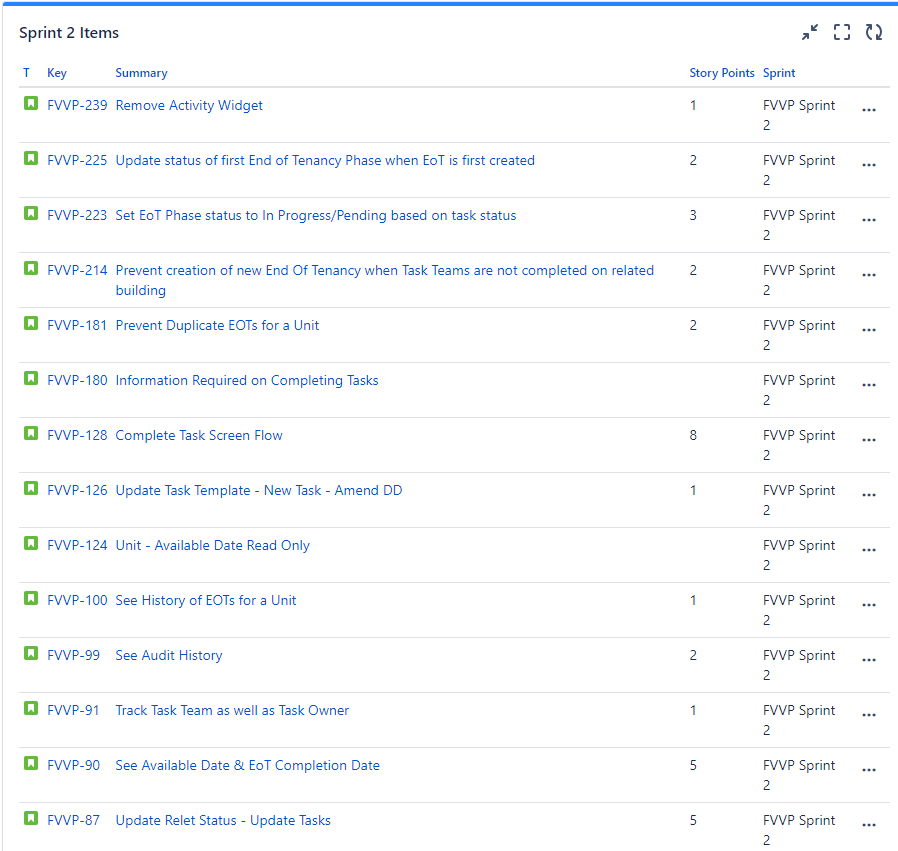 Sprint 2 Items
T Key Summary Story Points Sprint
FVVP-239 Remove Activity Widget 1 FVVP Sprint
2
FVVP-225 Update status of first End of Tenancy Phase when EoT is first created 2 FVVP Sprint
2
FVVP-223 Set EoT Phase status to In Progress/Pending based on task status 3 FVVP Sprint
2
FVVP-214 Prevent creation of new End Of Tenancy when Task Teams are not completed on related 2 FVVP Sprint
building 2
FVVP-181 Prevent Duplicate EOTs for a Unit 2 FVVP Sprint
2
FVVP-180 Information Required on Completing Tasks FVVP Sprint
2
FVVP-128 Complete Task Screen Flow 8 FVVP Sprint
2
FVVP-126 Update Task Template - New Task - Amend DD 1 FVVP Sprint
2
FVVP-124 Unit - Available Date Read Only FVVP Sprint
2
FVVP-100 See History of EOTs for a Unit 1 FVVP Sprint
2
FVVP-99 See Audit History 2 FVVP Sprint
2
FVVP-91 Track Task Team as well as Task Owner 1 FVVP Sprint
2
FVVP-90 See Available Date & EoT Completion Date 5 FVVP Sprint
2
FVVP-87 Update Relet Status - Update Tasks 5 FVVP Sprint
2